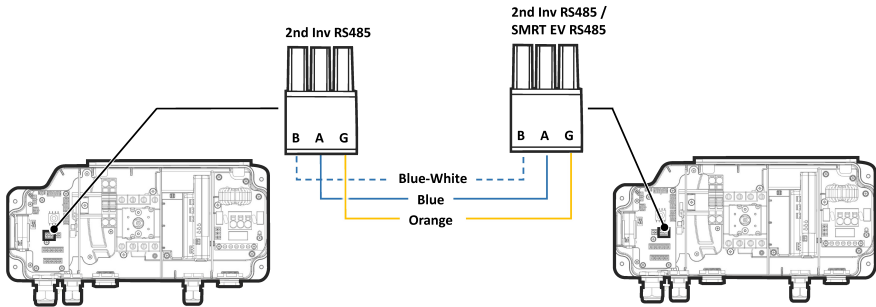 2nd Inv RS485
2nd Inv RS485 /
SMRT EV RS485
B A G
B A G
Blue-White
Blue
Orange